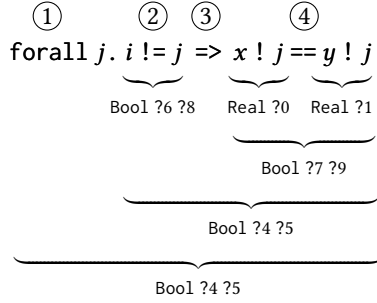 ① ② ③ ④
forall j. i != j => x ! j == y ! j
Bool ?6 ?8 Real ?0 Real ?1
Bool ?7 ?9
Bool ?4 ?5
Bool ?4 ?5